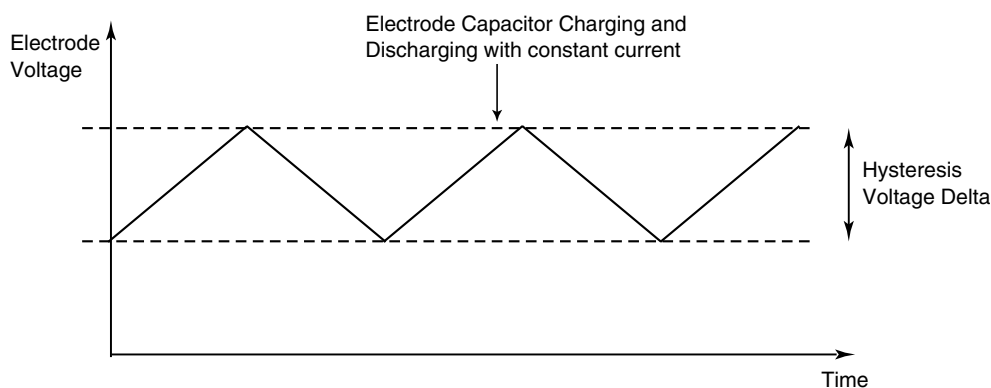 Electrode Capacitor Charging and
Discharging with constant current
Electrode
Voltage
Hysteresis
Voltage Delta
Time